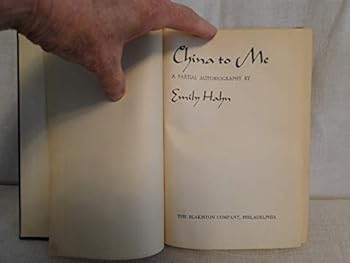 China to Me
A PARTIAL AUTOBIOGRAPHY BY
Emily Hahn
THE BLAKISTON COMPANY, PHILADELPHIA